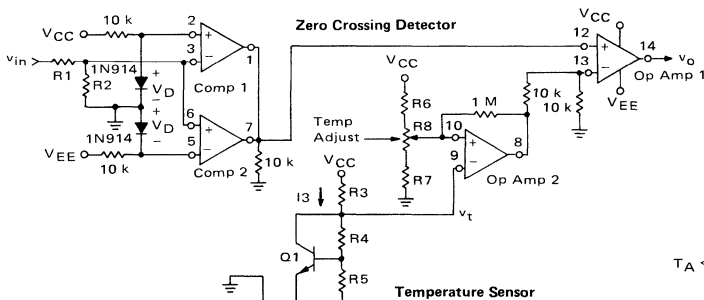 Zero Crossing Detector
10 k
VCC
2
+
3
−
1
Comp 1
vin
R1
R2
1N914
+
VD
−
+
VD
−
1N914
6
+
5
−
7
Comp 2
VEE
10 k
10 k
VCC
12
+
13
−
14
vo
Op Amp 1
VEE
10 k
10 k
VCC
R6
Temp
Adjust
R8
R7
1 M
10
+
9
−
8
Op Amp 2
VCC
I3
R3
vt
R4
Q1
R5
Temperature Sensor
TA <